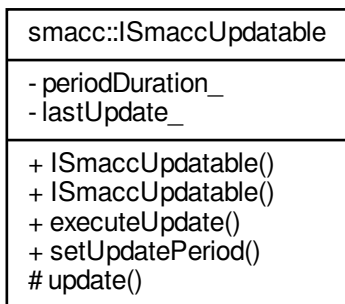 smacc::ISmaccUpdatable
- periodDuration_
- lastUpdate_
+ ISmaccUpdatable()
+ ISmaccUpdatable()
+ executeUpdate()
+ setUpdatePeriod()
# update()